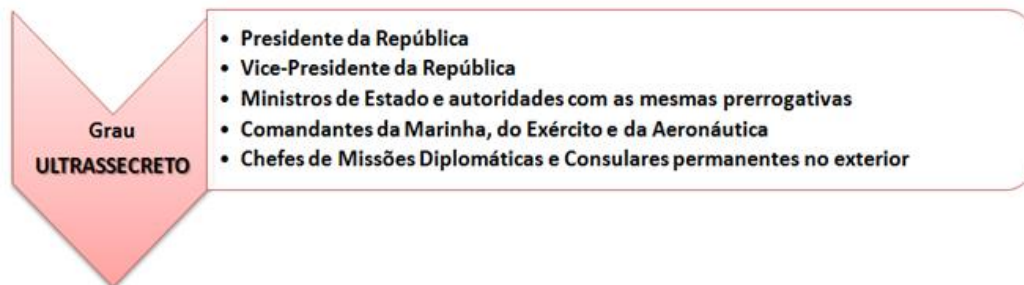 Grau
ULTRASSECRETO
• Presidente da República
• Vice-Presidente da República
• Ministros de Estado e autoridades com as mesmas prerrogativas
• Comandantes da Marinha, do Exército e da Aeronáutica
• Chefes de Missões Diplomáticas e Consulares permanentes no exterior